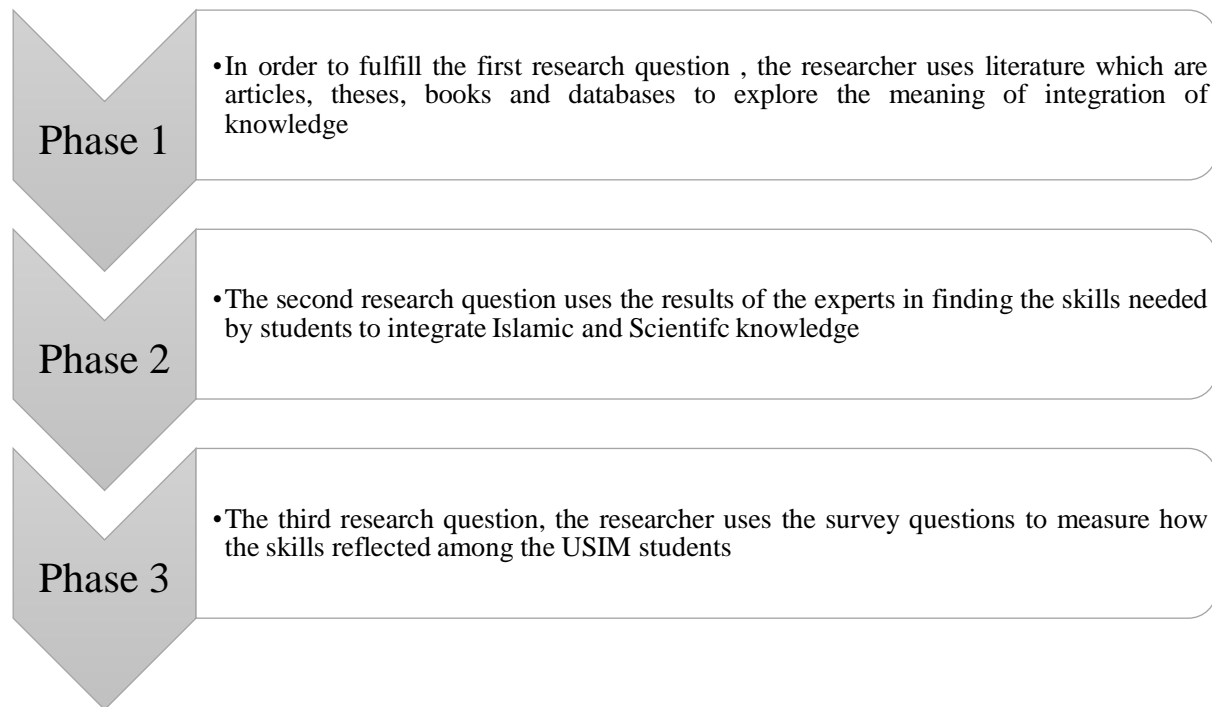 Phase 1
•In order to fulfill the first research question , the researcher uses literature which are
articles, theses, books and databases to explore the meaning of integration of
knowledge
Phase 2
•The second research question uses the results of the experts in finding the skills needed
by students to integrate Islamic and Scientifc knowledge
Phase 3
•The third research question, the researcher uses the survey questions to measure how
the skills reflected among the USIM students